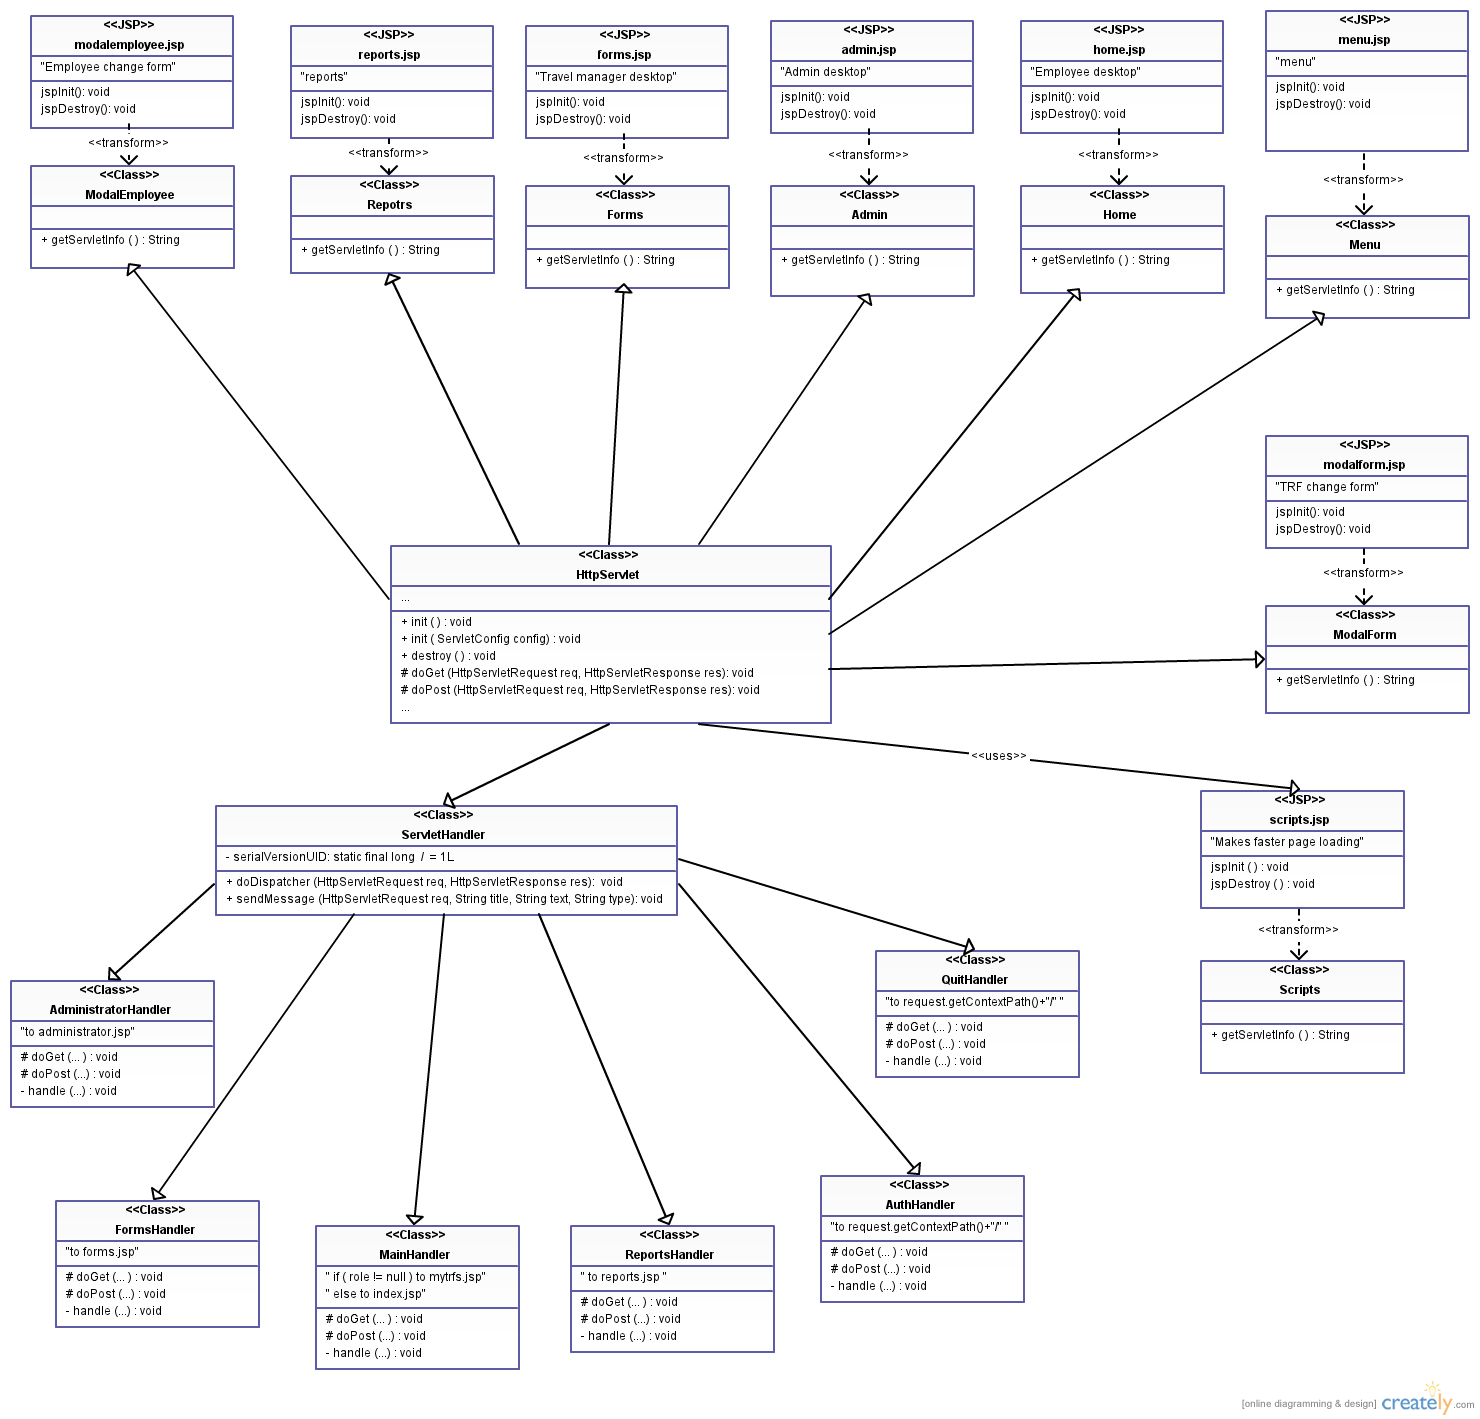 <<JSP>>
modalemployee.jsp
"Employee change form"
jspInit(): void
jspDestroy(): void
<<transform>>
<<Class>>
ModalEmployee
+ getServletInfo ( ) : String
<<JSP>>
reports.jsp
"reports"
jspInit(): void
jspDestroy(): void
<<transform>>
<<Class>>
Repotrs
+ getServletInfo ( ) : String
<<JSP>>
forms.jsp
"Travel manager desktop"
jspInit(): void
jspDestroy(): void
<<transform>>
<<Class>>
Forms
+ getServletInfo ( ) : String
<<JSP>>
admin.jsp
"Admin desktop"
jspInit(): void
jspDestroy(): void
<<transform>>
<<Class>>
Admin
+ getServletInfo ( ) : String
<<JSP>>
home.jsp
"Employee desktop"
jspInit(): void
jspDestroy(): void
<<transform>>
<<Class>>
Home
+ getServletInfo ( ) : String
<<JSP>>
menu.jsp
"menu"
jspInit(): void
jspDestroy(): void
<<transform>>
<<Class>>
Menu
+ getServletInfo ( ) : String
<<JSP>>
modalform.jsp
"TRF change form"
jspInit(): void
jspDestroy(): void
<<transform>>
<<Class>>
ModalForm
+ getServletInfo ( ) : String
<<Class>>
HttpServlet
...
+ init ( ) : void
+ init ( ServletConfig config) : void
+ destroy ( ) : void
# doGet (HttpServletRequest req, HttpServletResponse res): void
# doPost (HttpServletRequest req, HttpServletResponse res): void
...
<<uses>>
<<JSP>>
scripts.jsp
"Makes faster page loading"
jspInit ( ) : void
jspDestroy ( ) : void
<<transform>>
<<Class>>
Scripts
+ getServletInfo ( ) : String
<<Class>>
ServletHandler
- serialVersionUID: static final long / = 1L
+ doDispatcher (HttpServletRequest req, HttpServletResponse res): void
+ sendMessage (HttpServletRequest req, String title, String text, String type): void
<<Class>>
QuitHandler
"to request.getContextPath()+"/" "
# doGet (... ) : void
# doPost (...) : void
- handle (...) : void
<<Class>>
AdministratorHandler
"to administrator.jsp"
# doGet (... ) : void
# doPost (...) : void
- handle (...) : void
<<Class>>
FormsHandler
"to forms.jsp"
# doGet (... ) : void
# doPost (...) : void
- handle (...) : void
<<Class>>
MainHandler
" if ( role != null ) to mytrfs.jsp"
" else to index.jsp"
# doGet (... ) : void
# doPost (...) : void
- handle (...) : void
<<Class>>
ReportsHandler
" to reports.jsp "
# doGet (... ) : void
# doPost (...) : void
- handle (...) : void
<<Class>>
AuthHandler
"to request.getContextPath()+"/" "
# doGet (... ) : void
# doPost (...) : void
- handle (...) : void
[online diagramming & design] creately.com